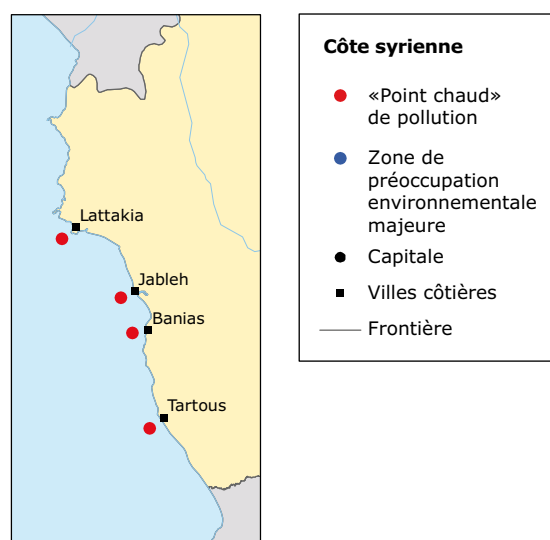 Lattakia
Jableh
Banias
Tartous
Côte syrienne
«Point chaud»
de pollution
Zone de
préoccupation
environnementale
majeure
Capitale
Villes côtières
Frontière